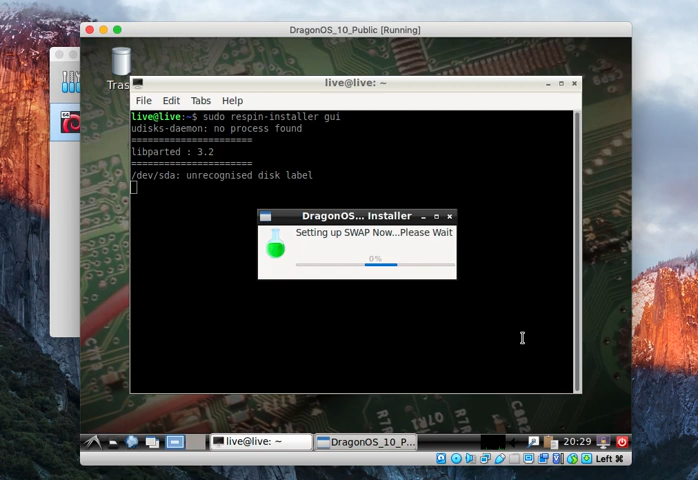 DragonOS_10_Public [Running]
Tras
live@live: ~
File Edit Tabs Help
live@live:~$ sudo respin-installer gui
udisks-daemon: no process found
======================
libparted : 3.2
======================
/dev/sda: unrecognised disk label
DragonOS... Installer
Setting up SWAP Now...Please Wait
0%
live@live: ~
DragonOS_10_P...
20:29
Left ⌘